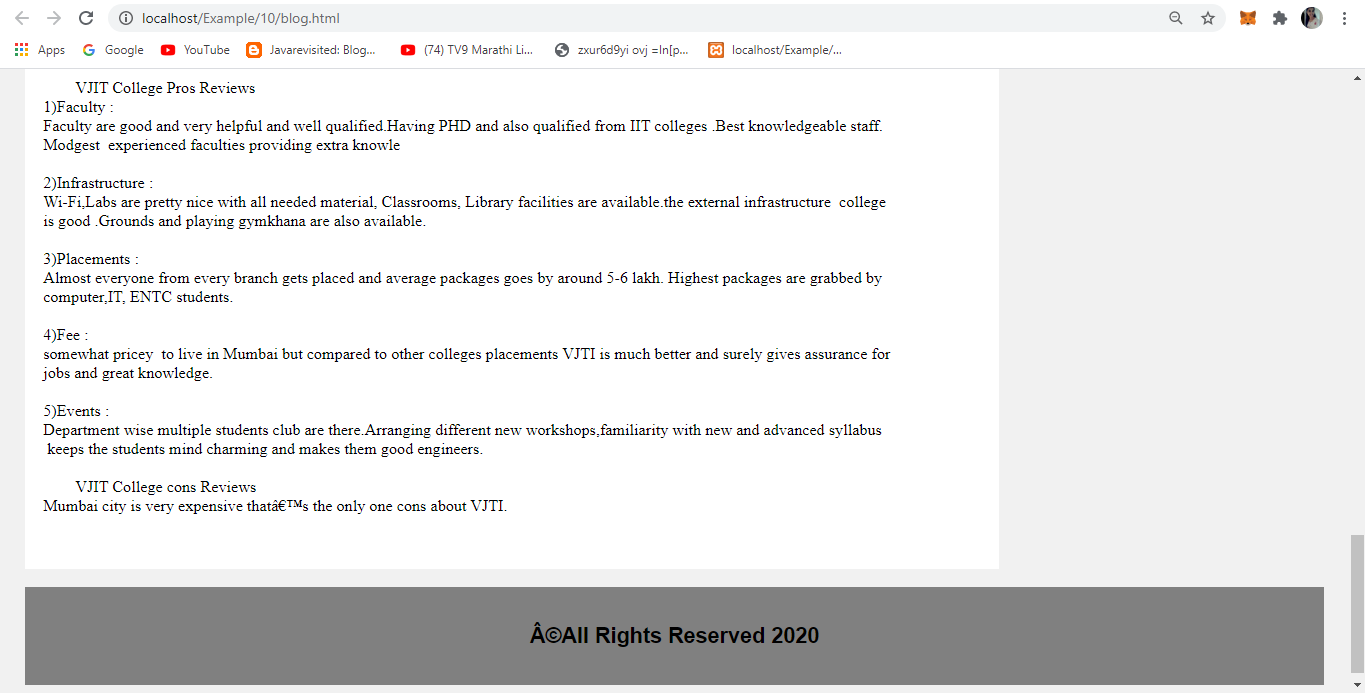 localhost/Example/10/blog.html
Apps Google YouTube Javarevisited: Blog... (74) TV9 Marathi Li... zxur6d9yi ovj =ln[p... localhost/Example/...
VJIT College Pros Reviews
1)Faculty :
Faculty are good and very helpful and well qualified.Having PHD and also qualified from IIT colleges .Best knowledgeable staff.
Modgest  experienced faculties providing extra knowle
2)Infrastructure :
Wi-Fi,Labs are pretty nice with all needed material, Classrooms, Library facilities are available.the external infrastructure  college
is good .Grounds and playing gymkhana are also available.
3)Placements :
Almost everyone from every branch gets placed and average packages goes by around 5-6 lakh. Highest packages are grabbed by
computer,IT, ENTC students.
4)Fee :
somewhat pricey  to live in Mumbai but compared to other colleges placements VJTI is much better and surely gives assurance for
jobs and great knowledge.
5)Events :
Department wise multiple students club are there.Arranging different new workshops,familiarity with new and advanced syllabus
keeps the students mind charming and makes them good engineers.
VJIT College cons Reviews
Mumbai city is very expensive thatâ€™s the only one cons about VJTI.
Â©All Rights Reserved 2020